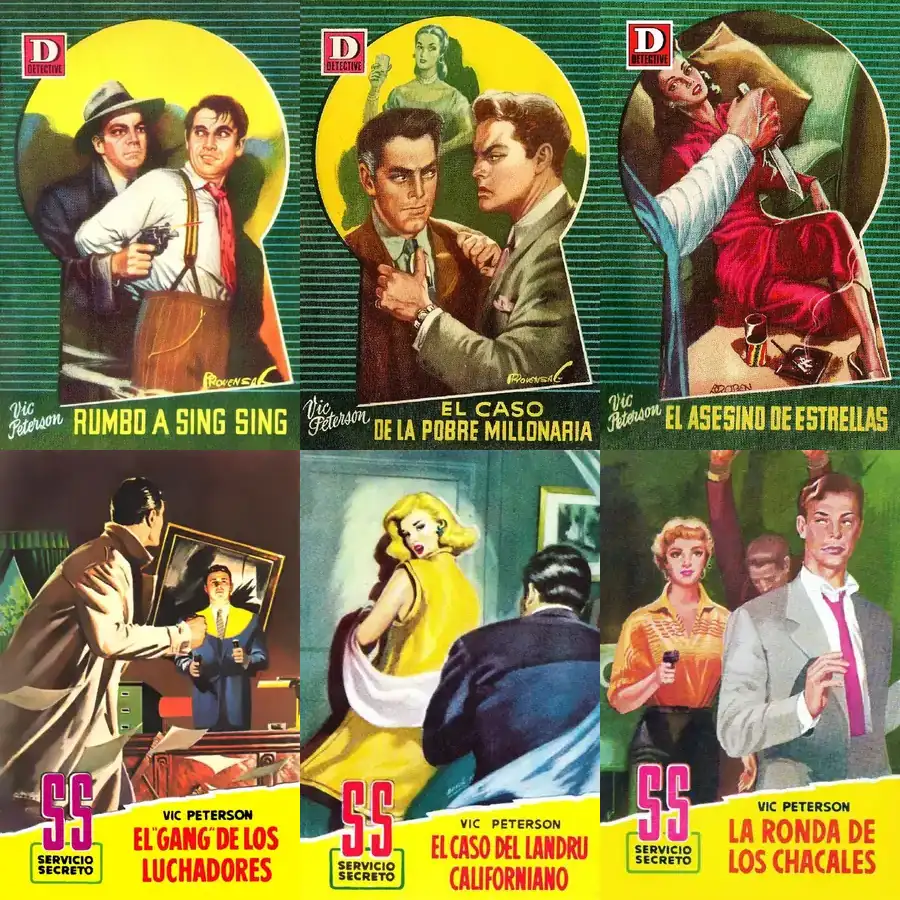 D
DETECTIVE
PROVENSAL
Vic
Peterson
RUMBO A SING SING
D
DETECTIVE
PROVENSAL
Vic
Peterson
EL CASO
DE LA POBRE MILLONARIA
D
DETECTIVE
Vic
Peterson
EL ASESINO DE ESTRELLAS
SS
SERVICIO
SECRETO
VIC PETERSON
EL "GANG" DE LOS
LUCHADORES
SS
SERVICIO
SECRETO
VIC PETERSON
EL CASO DEL LANDRU
CALIFORNIANO
SS
SERVICIO
SECRETO
VIC PETERSON
LA RONDA DE
LOS CHACALES